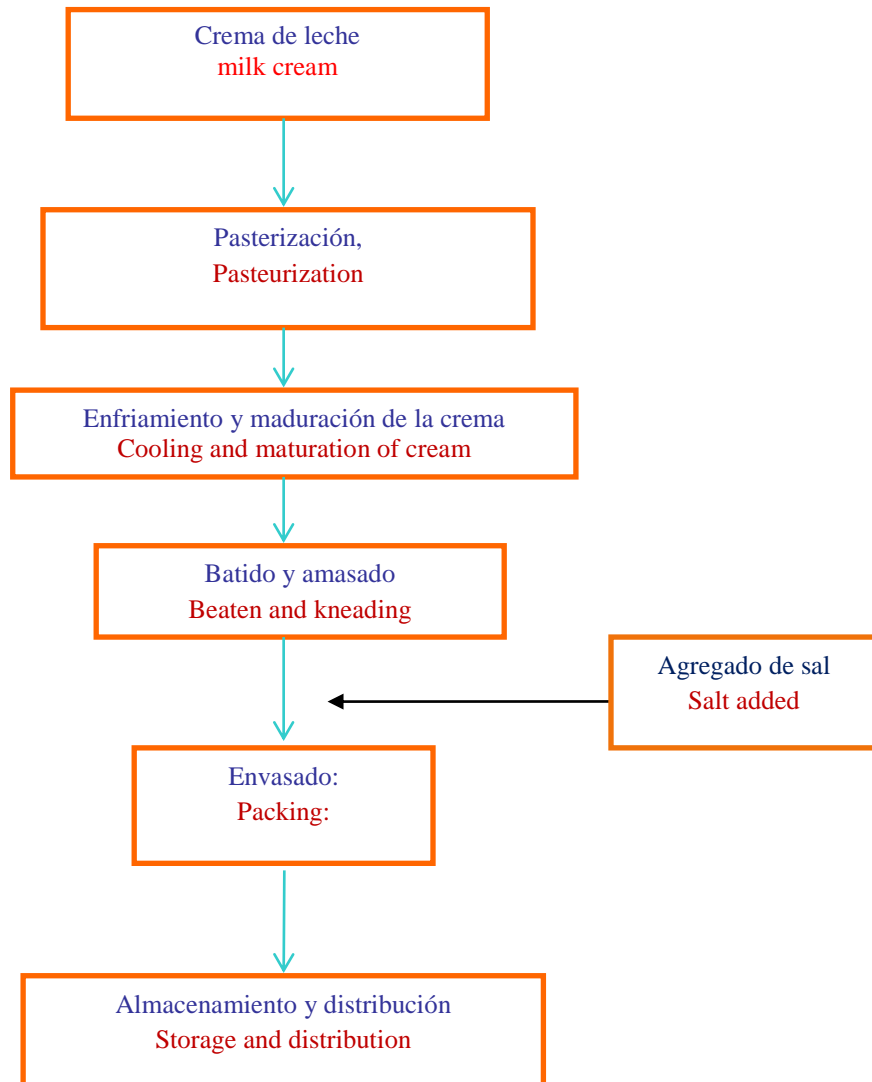 Crema de leche
milk cream
Pasterización,
Pasteurization
Enfriamiento y maduración de la crema
Cooling and maturation of cream
Batido y amasado
Beaten and kneading
Agregado de sal
Salt added
Envasado:
Packing:
Almacenamiento y distribución
Storage and distribution